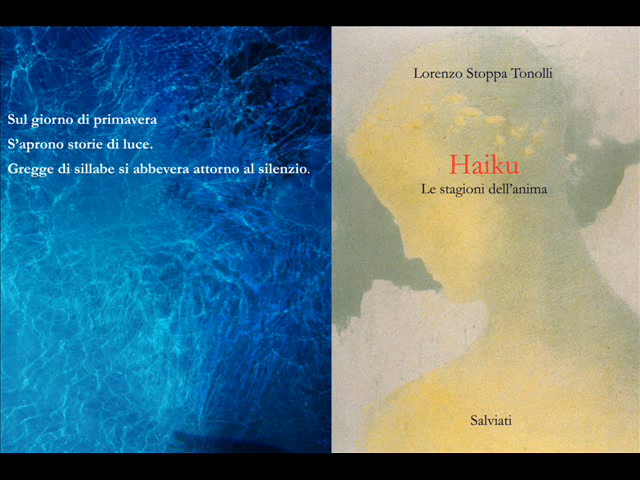 Sul giorno di primavera
S'aprono storie di luce.
Gregge di sillabe si abbevera attorno al silenzio.
Lorenzo Stoppa Tonolli
Haiku
Le stagioni dell'anima
Salviati